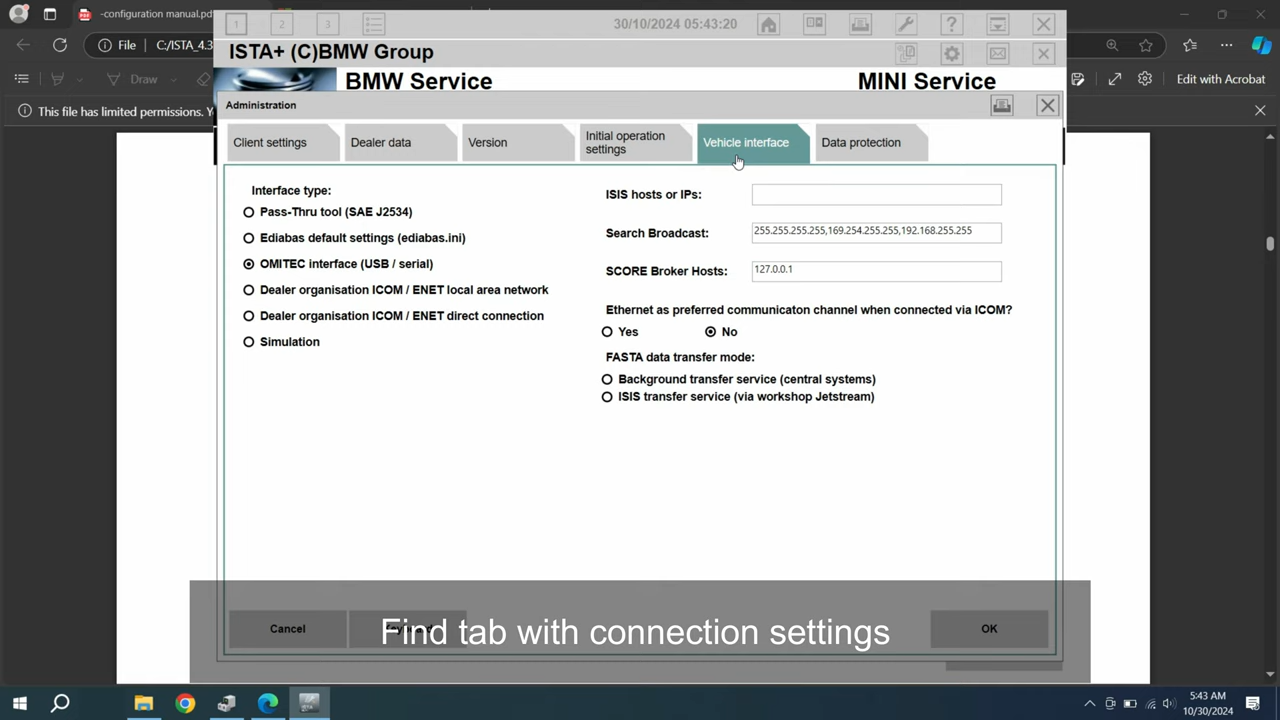 -configuration manual.pdf
1
2
3
30/10/2024 05:43:20
?
File
C:/ISTA_4.3
ISTA+ (C)BMW Group
Draw
BMW Service
MINI Service
Edit with Acrobat
This file has limited permissions. Y
Administration
Client settings
Dealer data
Version
Initial operation
settings
Vehicle interface
Data protection
Interface type:
Pass-Thru tool (SAE J2534)
Ediabas default settings (ediabas.ini)
OMITEC interface (USB / serial)
Dealer organisation ICOM / ENET local area network
Dealer organisation ICOM / ENET direct connection
Simulation
ISIS hosts or IPs:
Search Broadcast:
255.255.255.255,169.254.255.255,192.168.255.255
SCORE Broker Hosts:
127.0.0.1
Ethernet as preferred communicaton channel when connected via ICOM?
Yes
No
FASTA data transfer mode:
Background transfer service (central systems)
ISIS transfer service (via workshop Jetstream)
Cancel
OK
Find tab with connection settings
ISTA
5:43 AM
10/30/2024